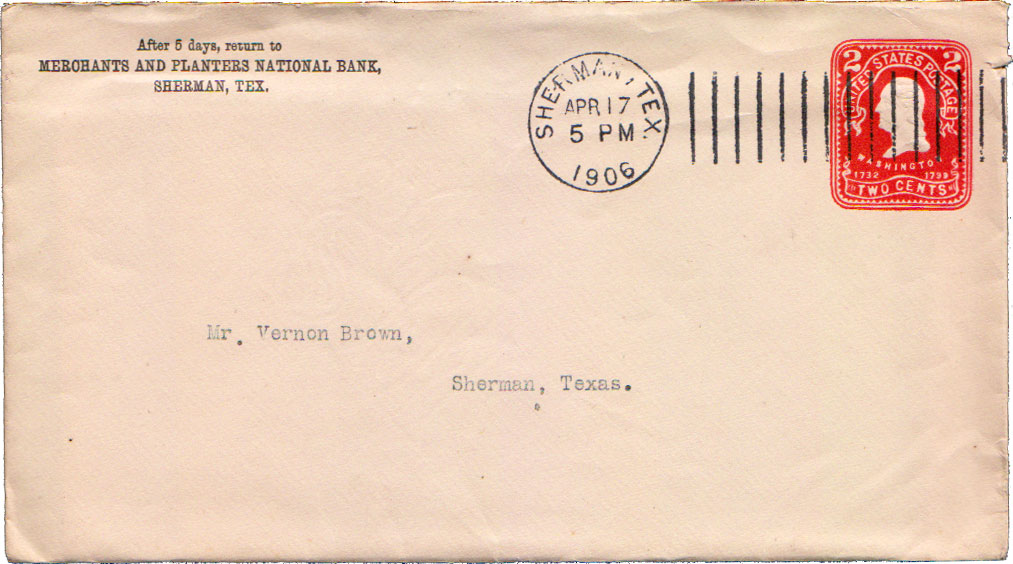 After 5 days, return to
MERCHANTS AND PLANTERS NATIONAL BANK,
SHERMAN, TEX.
SHERMAN, TEX.
APR 17
5 PM
1906
2 2
UNITED STATES POSTAGE
WASHINGTON
1732 1799
TWO CENTS
Mr. Vernon Brown,
Sherman, Texas.